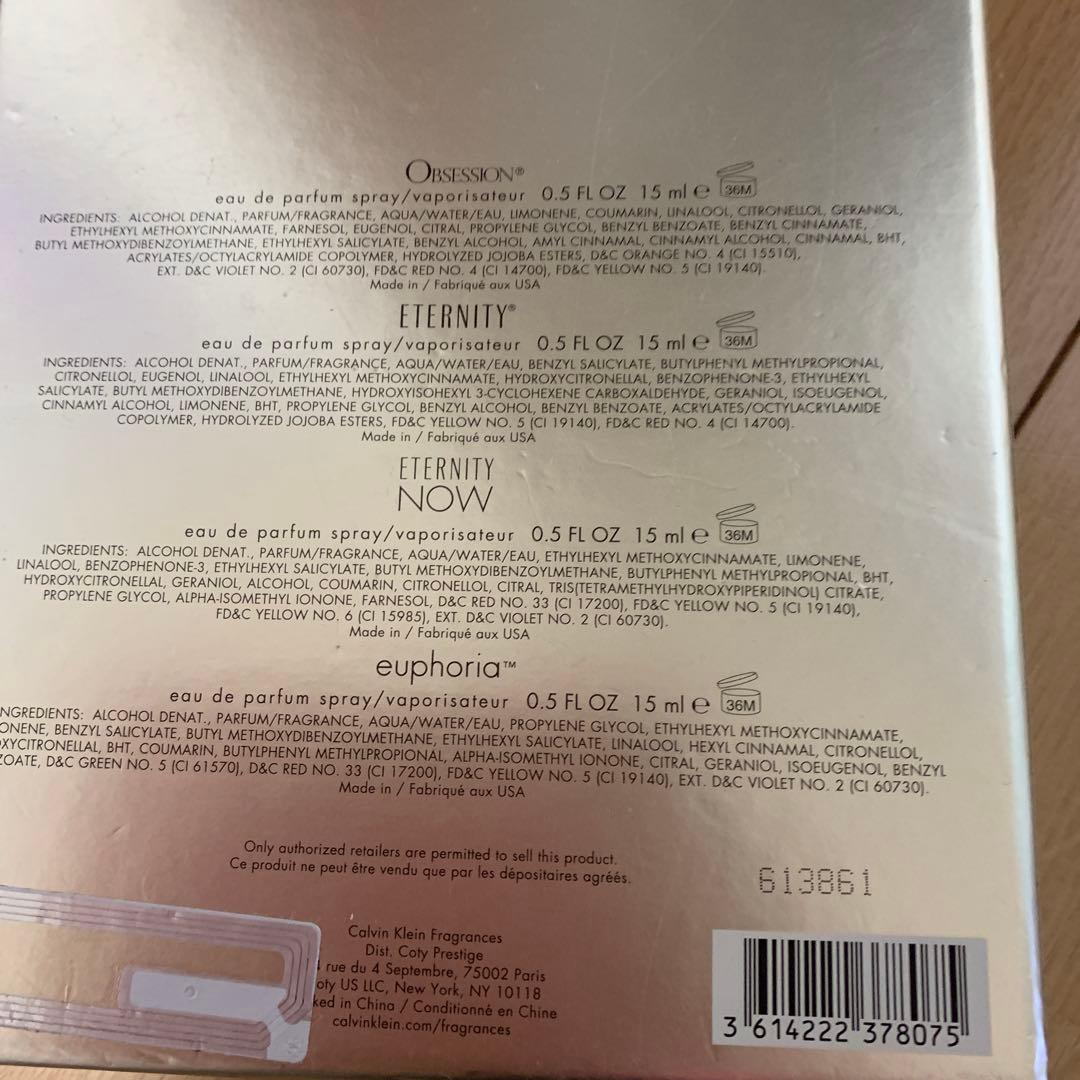 OBSESSION®
eau de parfum spray/vaporisateur 0.5 FL OZ 15 ml ℮ 36M
INGREDIENTS: ALCOHOL DENAT., PARFUM/FRAGRANCE, AQUA/WATER/EAU, LIMONENE, COUMARIN, LINALOOL, CITRONELLOL, GERANIOL,
ETHYLHEXYL METHOXYCINNAMATE, FARNESOL, EUGENOL, CITRAL, PROPYLENE GLYCOL, BENZYL BENZOATE, BENZYL CINNAMATE,
BUTYL METHOXYDIBENZOYLMETHANE, ETHYLHEXYL SALICYLATE, BENZYL ALCOHOL, AMYL CINNAMAL, CINNAMYL ALCOHOL, CINNAMAL, BHT,
ACRYLATES/OCTYLACRYLAMIDE COPOLYMER, HYDROLYZED JOJOBA ESTERS, D&C ORANGE NO. 4 (CI 15510),
EXT. D&C VIOLET NO. 2 (CI 60730), FD&C RED NO. 4 (CI 14700), FD&C YELLOW NO. 5 (CI 19140).
Made in / Fabriqué aux USA
ETERNITY®
eau de parfum spray/vaporisateur 0.5 FL OZ 15 ml ℮ 36M
INGREDIENTS: ALCOHOL DENAT., PARFUM/FRAGRANCE, AQUA/WATER/EAU, BENZYL SALICYLATE, BUTYLPHENYL METHYLPROPIONAL,
CITRONELLOL, EUGENOL, LINALOOL, ETHYLHEXYL METHOXYCINNAMATE, HYDROXYCITRONELLAL, BENZOPHENONE-3, ETHYLHEXYL
SALICYLATE, BUTYL METHOXYDIBENZOYLMETHANE, HYDROXYISOHEXYL 3-CYCLOHEXENE CARBOXALDEHYDE, GERANIOL, ISOEUGENOL,
CINNAMYL ALCOHOL, LIMONENE, BHT, PROPYLENE GLYCOL, BENZYL ALCOHOL, BENZYL BENZOATE, ACRYLATES/OCTYLACRYLAMIDE
COPOLYMER, HYDROLYZED JOJOBA ESTERS, FD&C YELLOW NO. 5 (CI 19140), FD&C RED NO. 4 (CI 14700).
Made in / Fabriqué aux USA
ETERNITY
NOW
eau de parfum spray/vaporisateur 0.5 FL OZ 15 ml ℮ 36M
INGREDIENTS: ALCOHOL DENAT., PARFUM/FRAGRANCE, AQUA/WATER/EAU, ETHYLHEXYL METHOXYCINNAMATE, LIMONENE,
LINALOOL, BENZOPHENONE-3, ETHYLHEXYL SALICYLATE, BUTYL METHOXYDIBENZOYLMETHANE, BUTYLPHENYL METHYLPROPIONAL, BHT,
HYDROXYCITRONELLAL, GERANIOL, ALCOHOL, COUMARIN, CITRONELLOL, CITRAL, TRIS(TETRAMETHYLHYDROXYPIPERIDINOL) CITRATE,
PROPYLENE GLYCOL, ALPHA-ISOMETHYL IONONE, FARNESOL, D&C RED NO. 33 (CI 17200), FD&C YELLOW NO. 5 (CI 19140),
FD&C YELLOW NO. 6 (CI 15985), EXT. D&C VIOLET NO. 2 (CI 60730).
Made in / Fabriqué aux USA
euphoria™
eau de parfum spray/vaporisateur 0.5 FL OZ 15 ml ℮ 36M
NGREDIENTS: ALCOHOL DENAT., PARFUM/FRAGRANCE, AQUA/WATER/EAU, PROPYLENE GLYCOL, ETHYLHEXYL METHOXYCINNAMATE,
ONENE, BENZYL SALICYLATE, BUTYL METHOXYDIBENZOYLMETHANE, ETHYLHEXYL SALICYLATE, LINALOOL, HEXYL CINNAMAL, CITRONELLOL,
OXYCITRONELLAL, BHT, COUMARIN, BUTYLPHENYL METHYLPROPIONAL, ALPHA-ISOMETHYL IONONE, CITRAL, GERANIOL, ISOEUGENOL, BENZYL
ZOATE, D&C GREEN NO. 5 (CI 61570), D&C RED NO. 33 (CI 17200), FD&C YELLOW NO. 5 (CI 19140), EXT. D&C VIOLET NO. 2 (CI 60730).
Made in / Fabriqué aux USA
Only authorized retailers are permitted to sell this product.
Ce produit ne peut être vendu que par les dépositaires agréés.
613861
Calvin Klein Fragrances
Dist. Coty Prestige
rue du 4 Septembre, 75002 Paris
oty US LLC, New York, NY 10118
ked in China / Conditionné en Chine
calvinklein.com/fragrances
3 614222 378075